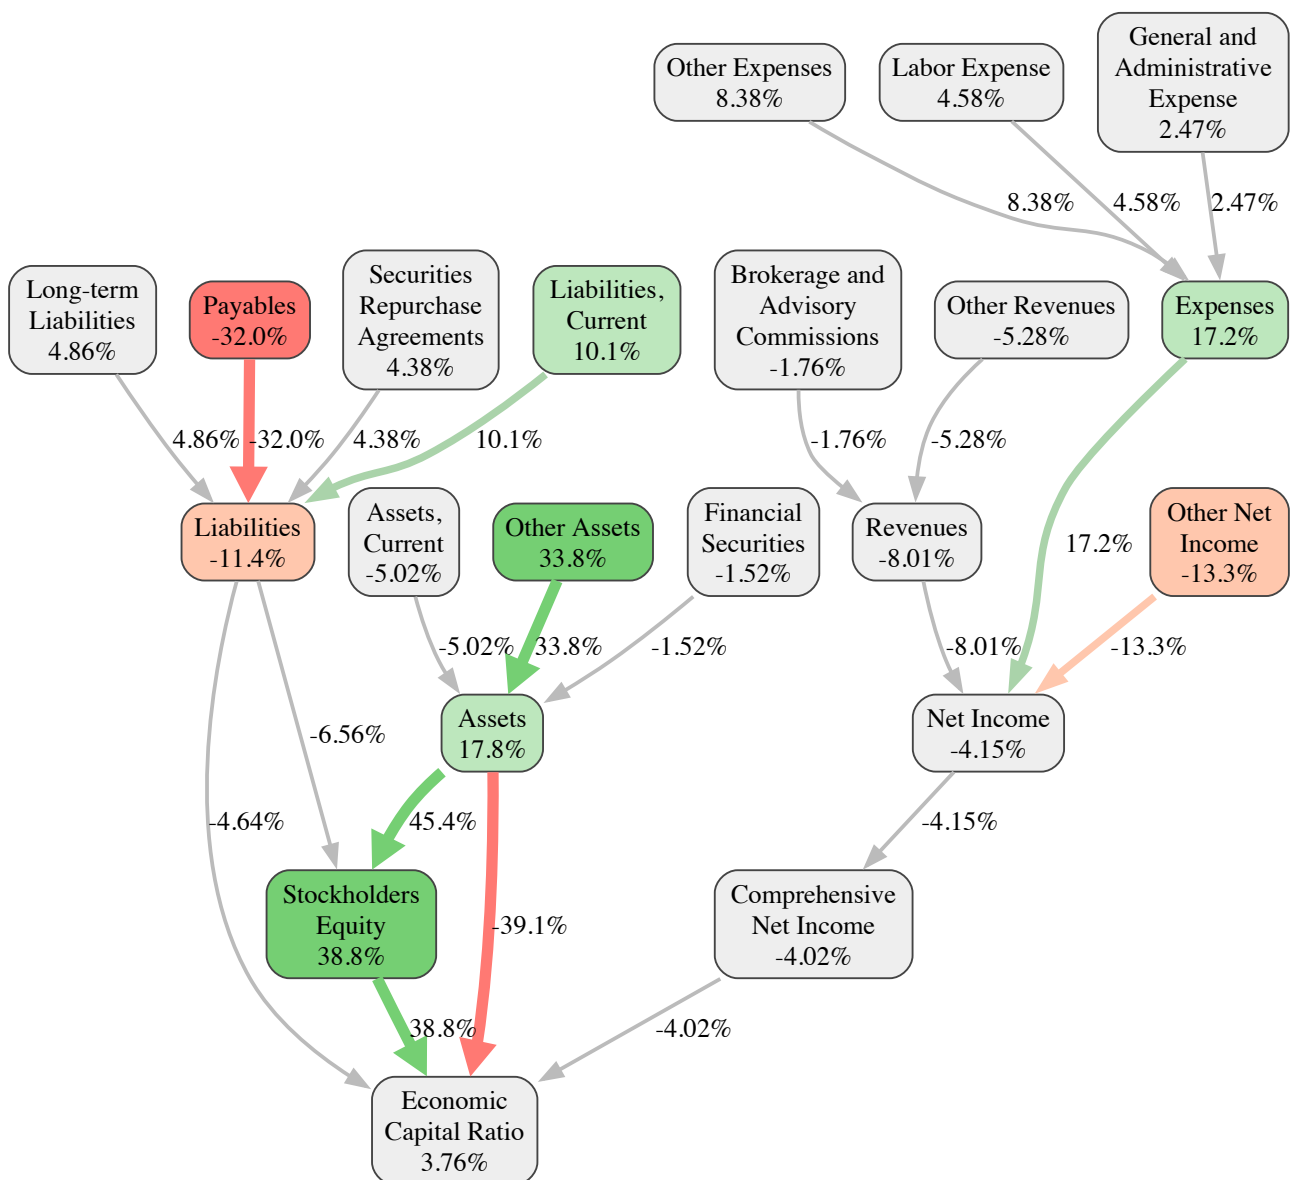 Other Expenses
8.38%
Labor Expense
4.58%
General and
Administrative
Expense
2.47%
8.38%
4.58%
2.47%
Long-term
Liabilities
4.86%
Payables
-32.0%
Securities
Repurchase
Agreements
4.38%
Liabilities,
Current
10.1%
Brokerage and
Advisory
Commissions
-1.76%
Other Revenues
-5.28%
Expenses
17.2%
4.86%
-32.0%
4.38%
10.1%
-1.76%
-5.28%
Liabilities
-11.4%
Assets,
Current
-5.02%
Other Assets
33.8%
Financial
Securities
-1.52%
Revenues
-8.01%
17.2%
Other Net
Income
-13.3%
-5.02%
33.8%
-1.52%
-8.01%
-13.3%
-6.56%
Assets
17.8%
Net Income
-4.15%
-4.64%
45.4%
-4.15%
Stockholders
Equity
38.8%
-39.1%
Comprehensive
Net Income
-4.02%
38.8%
-4.02%
Economic
Capital Ratio
3.76%